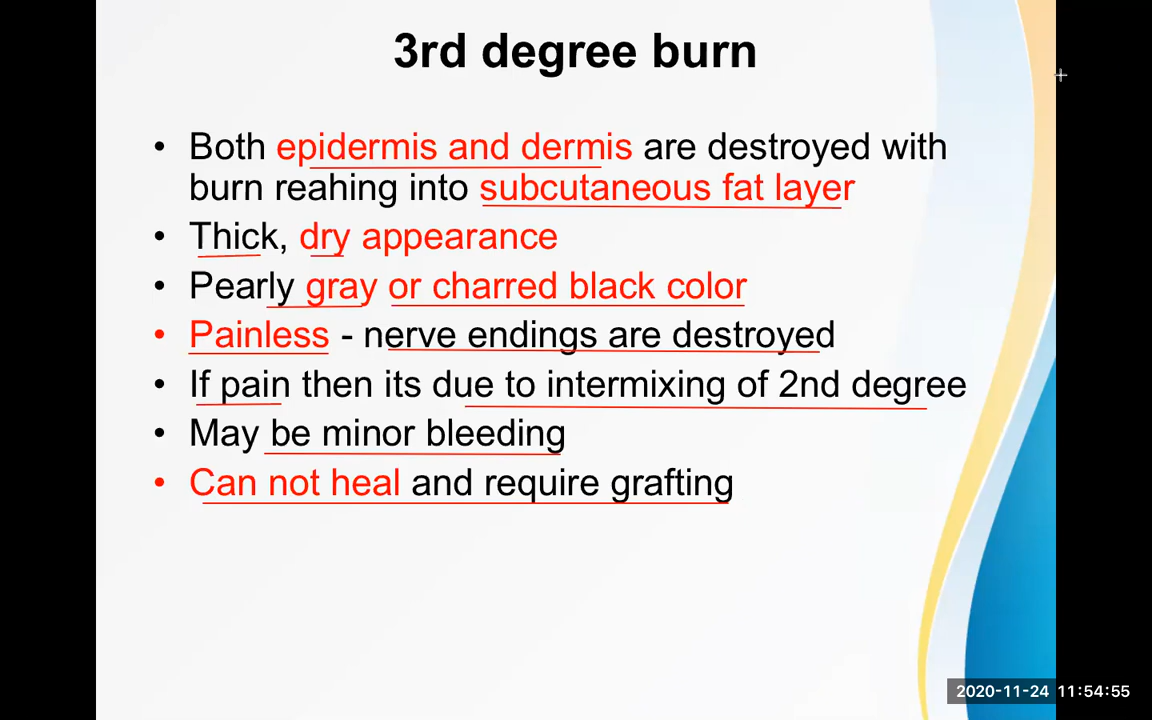 3rd degree burn
• Both epidermis and dermis are destroyed with
burn reahing into subcutaneous fat layer
• Thick, dry appearance
• Pearly gray or charred black color
• Painless - nerve endings are destroyed
• If pain then its due to intermixing of 2nd degree
• May be minor bleeding
• Can not heal and require grafting
2020-11-24 11:54:55